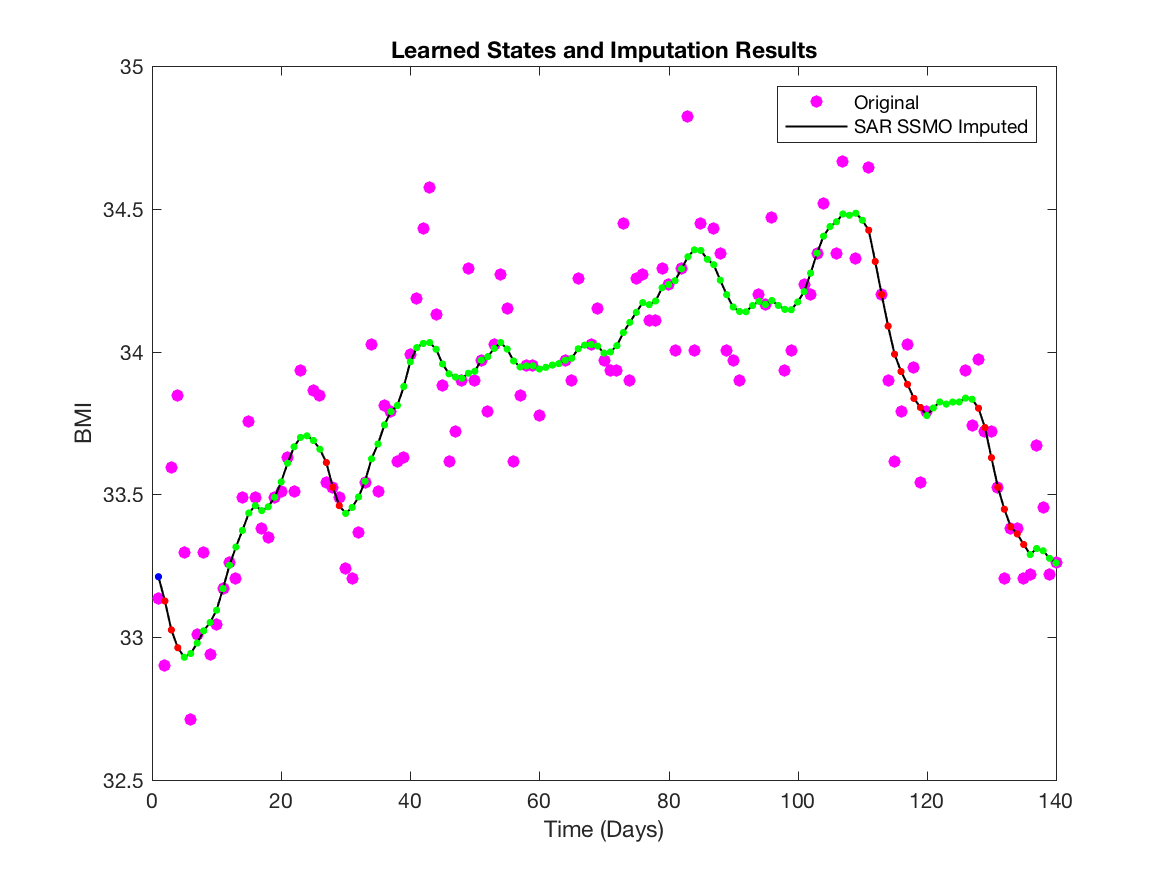 Learned States and Imputation Results
35
Original
SAR SSMO Imputed
34.5
34
BMI
33.5
33
32.5
0 20 40 60 80 100 120 140
Time (Days)